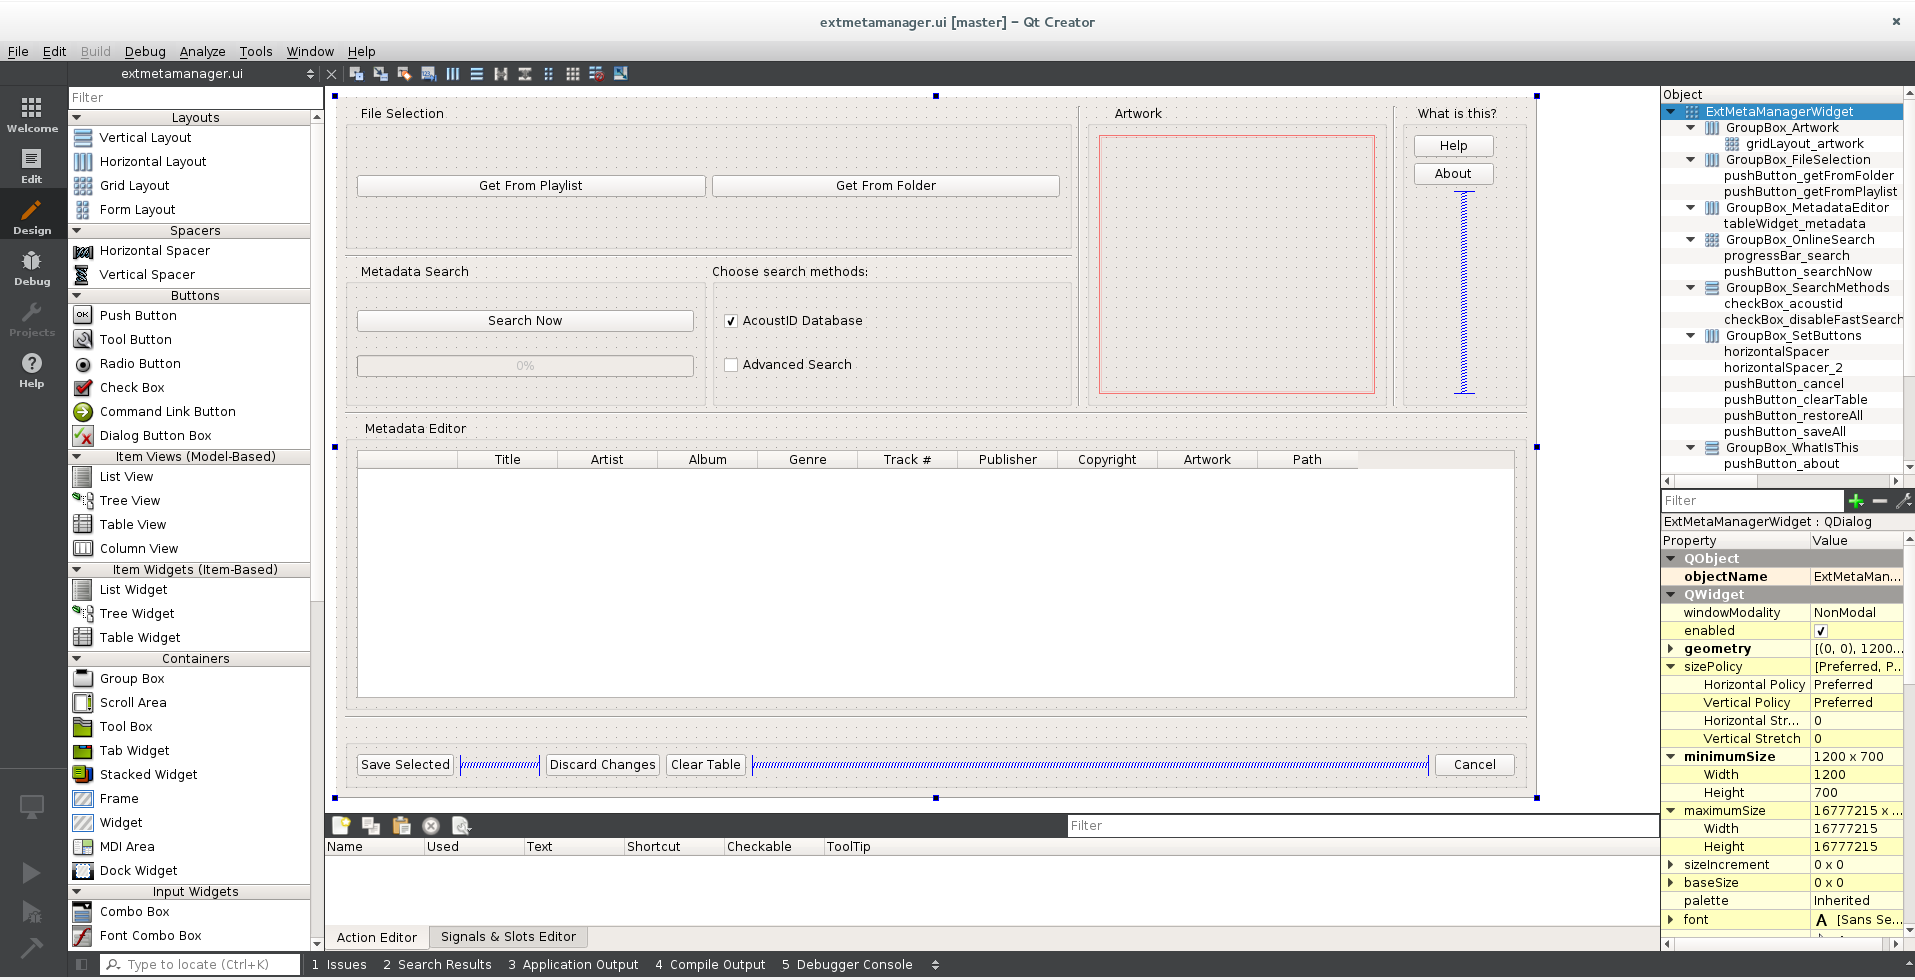 extmetamanager.ui [master] – Qt Creator
File Edit Build Debug Analyze Tools Window Help
extmetamanager.ui
Welcome
Edit
Design
Debug
Projects
Help
Filter
Layouts
Vertical Layout
Horizontal Layout
Grid Layout
Form Layout
Spacers
Horizontal Spacer
Vertical Spacer
Buttons
OK Push Button
Tool Button
Radio Button
Check Box
Command Link Button
Dialog Button Box
Item Views (Model-Based)
List View
Tree View
Table View
Column View
Item Widgets (Item-Based)
List Widget
Tree Widget
Table Widget
Containers
Group Box
Scroll Area
Tool Box
Tab Widget
Stacked Widget
Frame
Widget
MDI Area
Dock Widget
Input Widgets
Combo Box
Font Combo Box
File Selection
Get From Playlist Get From Folder
Metadata Search
Search Now
0%
Choose search methods:
AcoustID Database
Advanced Search
Artwork
What is this?
Help
About
Metadata Editor
Title Artist Album Genre Track # Publisher Copyright Artwork Path
Save Selected Discard Changes Clear Table Cancel
Filter
Name Used Text Shortcut Checkable ToolTip
Action Editor Signals & Slots Editor
Object
ExtMetaManagerWidget
GroupBox_Artwork
gridLayout_artwork
GroupBox_FileSelection
pushButton_getFromFolder
pushButton_getFromPlaylist
GroupBox_MetadataEditor
tableWidget_metadata
GroupBox_OnlineSearch
progressBar_search
pushButton_searchNow
GroupBox_SearchMethods
checkBox_acoustid
checkBox_disableFastSearch
GroupBox_SetButtons
horizontalSpacer
horizontalSpacer_2
pushButton_cancel
pushButton_clearTable
pushButton_restoreAll
pushButton_saveAll
GroupBox_WhatIsThis
pushButton_about
Filter
ExtMetaManagerWidget : QDialog
Property Value
QObject
objectName ExtMetaMan...
QWidget
windowModality NonModal
enabled
geometry [(0, 0), 1200...
sizePolicy [Preferred, P...
Horizontal Policy Preferred
Vertical Policy Preferred
Horizontal Str... 0
Vertical Stretch 0
minimumSize 1200 x 700
Width 1200
Height 700
maximumSize 16777215 x ...
Width 16777215
Height 16777215
sizeIncrement 0 x 0
baseSize 0 x 0
palette Inherited
font A [Sans Se...
Type to locate (Ctrl+K) 1 Issues 2 Search Results 3 Application Output 4 Compile Output 5 Debugger Console